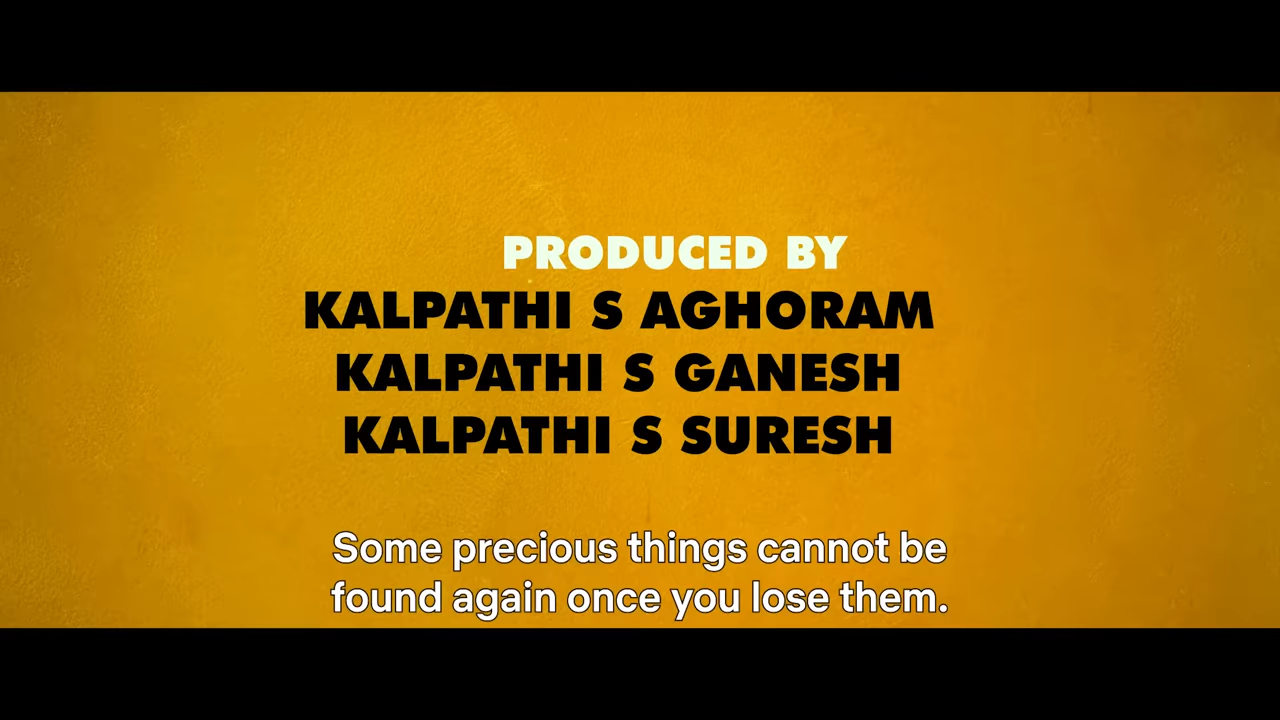 PRODUCED BY
KALPATHI S AGHORAM
KALPATHI S GANESH
KALPATHI S SURESH
Some precious things cannot be
found again once you lose them.